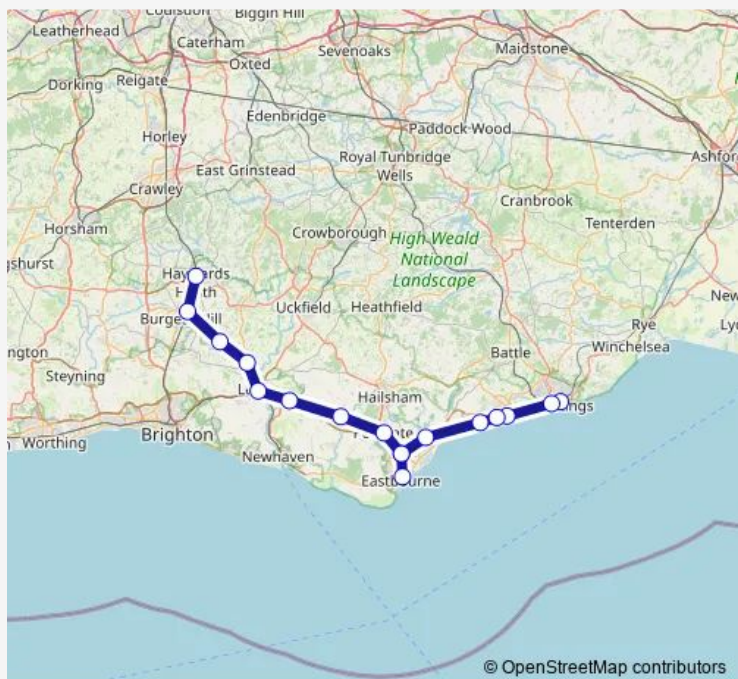 Biggin Hill
Leatherhead
Caterham
Sevenoaks
Maidstone
Oxted
Dorking
Reigate
Edenbridge
Paddock Wood
Horley
Royal Tunbridge
Wells
Ashford
East Grinstead
Crawley
Cranbrook
Tenterden
Horsham
Crowborough
High Weald
National
Landscape
Uckfield
Heathfield
Rye
Winchelsea
Battle
Steyning
Hailsham
Brighton
Worthing
Newhaven
© OpenStreetMap contributors